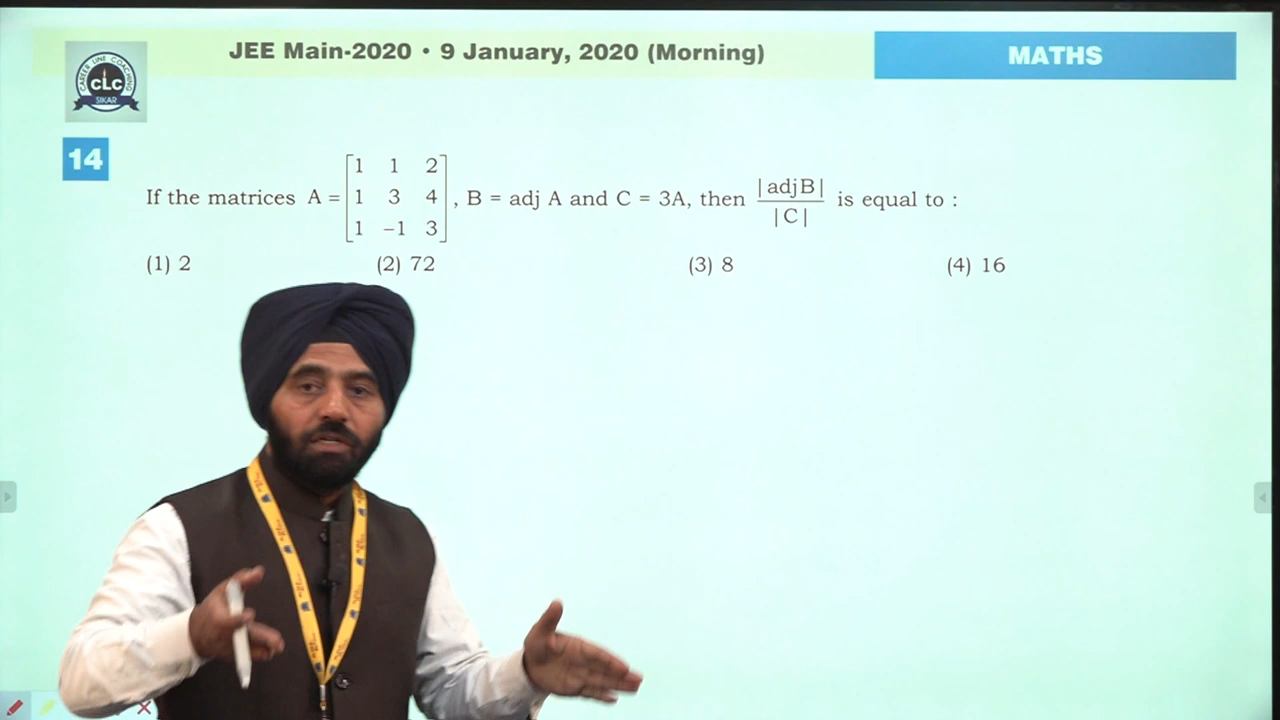 JEE Main-2020 • 9 January, 2020 (Morning)
MATHS
CAREER LINE COACHING
CLC
SIKAR
14
If the matrices A = [1 1 2; 1 3 4; 1 −1 3], B = adj A and C = 3A, then |adjB| / |C| is equal to :
(1) 2 (2) 72 (3) 8 (4) 16